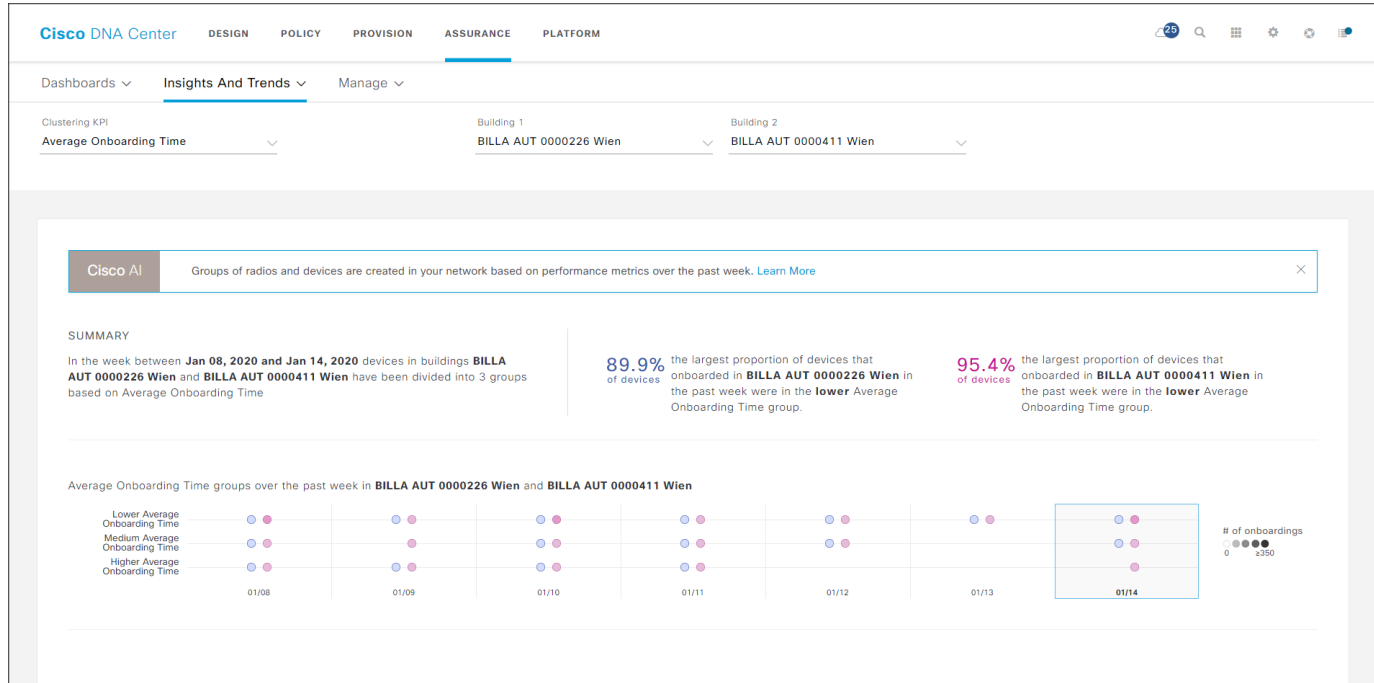 Cisco DNA Center DESIGN POLICY PROVISION ASSURANCE PLATFORM 25
Dashboards Insights And Trends Manage
Clustering KPI Building 1 Building 2
Average Onboarding Time BILLA AUT 0000226 Wien BILLA AUT 0000411 Wien
Cisco AI Groups of radios and devices are created in your network based on performance metrics over the past week. Learn More
SUMMARY
In the week between Jan 08, 2020 and Jan 14, 2020 devices in buildings BILLA
AUT 0000226 Wien and BILLA AUT 0000411 Wien have been divided into 3 groups
based on Average Onboarding Time
89.9%
of devices
the largest proportion of devices that
onboarded in BILLA AUT 0000226 Wien in
the past week were in the lower Average
Onboarding Time group.
95.4%
of devices
the largest proportion of devices that
onboarded in BILLA AUT 0000411 Wien in
the past week were in the lower Average
Onboarding Time group.
Average Onboarding Time groups over the past week in BILLA AUT 0000226 Wien and BILLA AUT 0000411 Wien
Lower Average
Onboarding Time
Medium Average
Onboarding Time
Higher Average
Onboarding Time
01/08 01/09 01/10 01/11 01/12 01/13 01/14
# of onboardings
0 ≥350